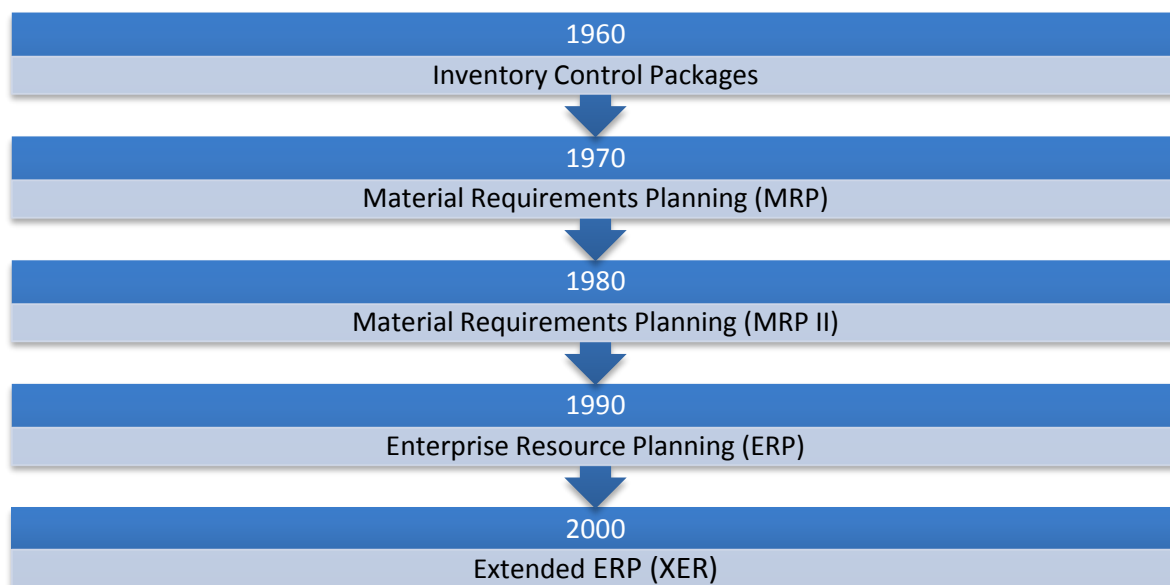 1960
Inventory Control Packages
1970
Material Requirements Planning (MRP)
1980
Material Requirements Planning (MRP II)
1990
Enterprise Resource Planning (ERP)
2000
Extended ERP (XER)